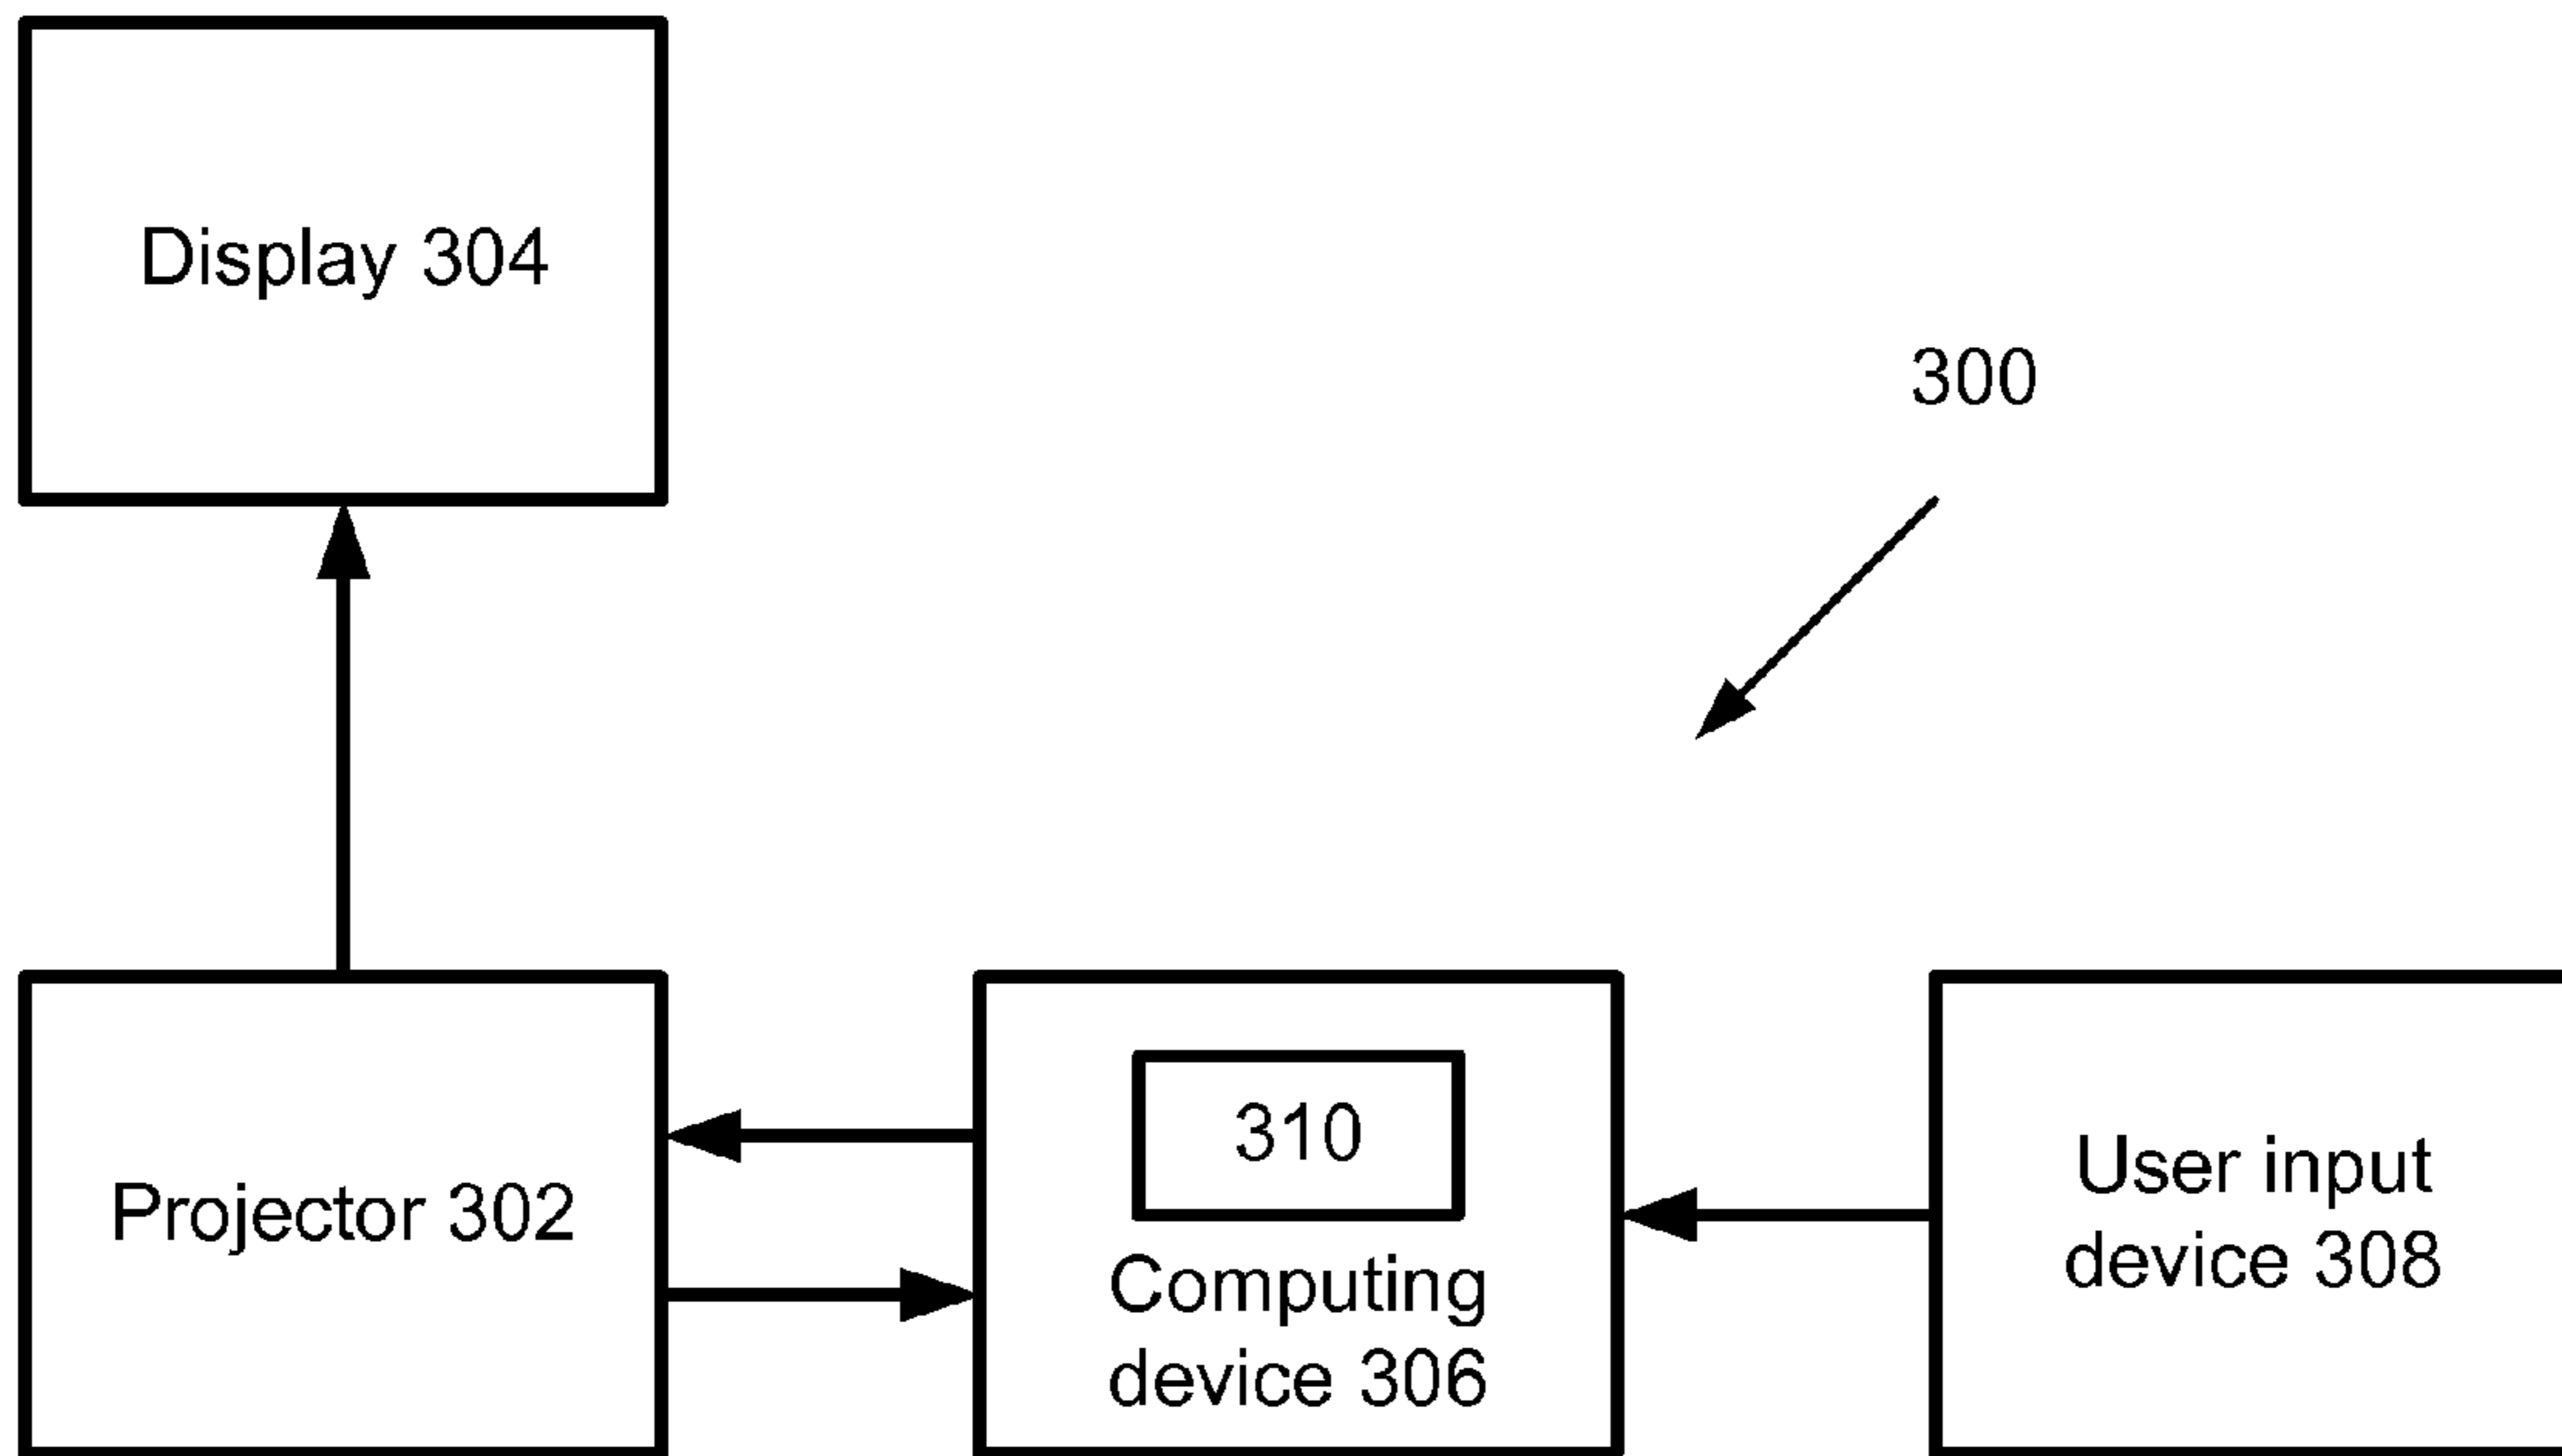 Display 304
300
Projector 302
310
Computing
device 306
User input
device 308